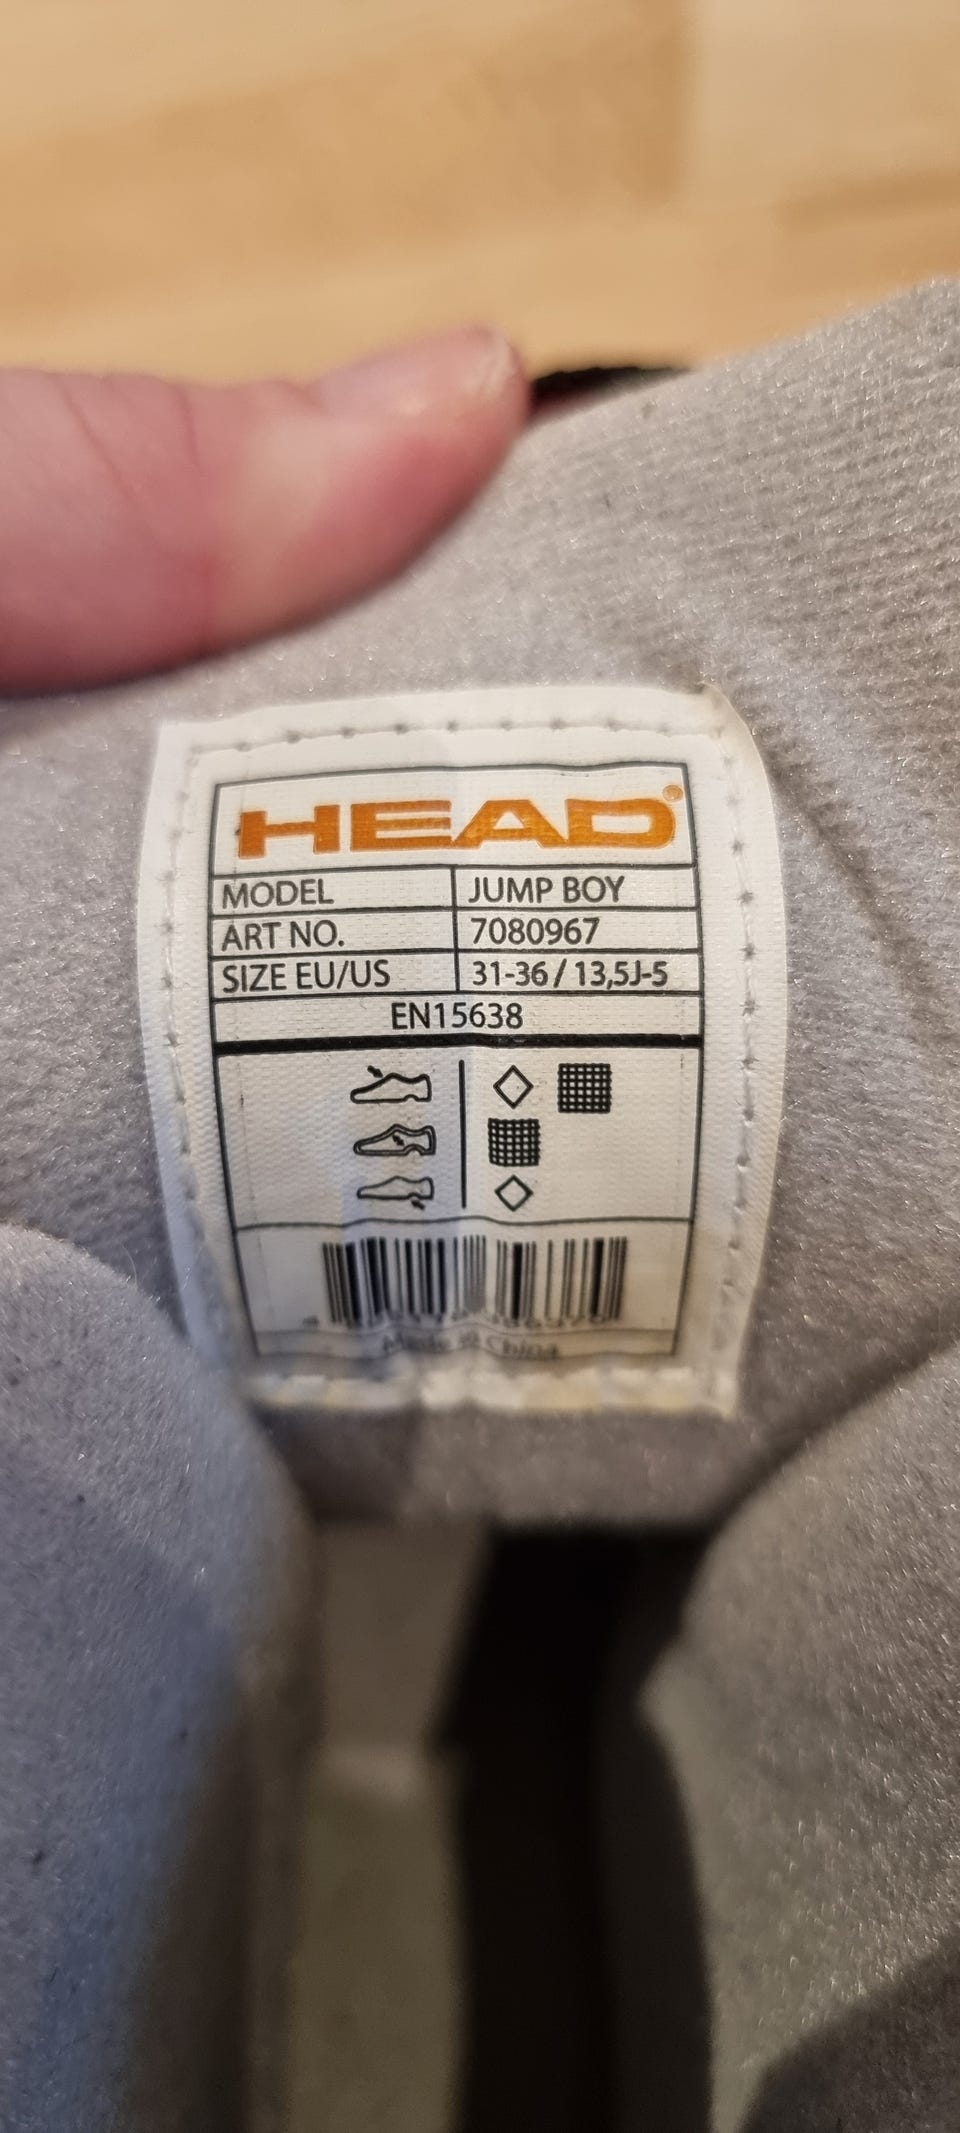 HEAD®
MODEL JUMP BOY
ART NO. 7080967
SIZE EU/US 31-36 / 13,5J-5
EN15638
Made in China